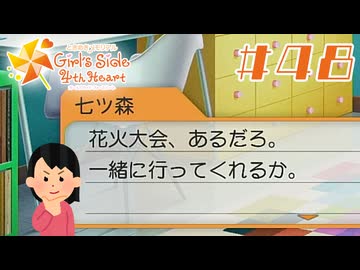 ときめきメモリアル
Girl's Side
4th Heart
#48
七ツ森
花火大会、あるだろ。
一緒に行ってくれるか。